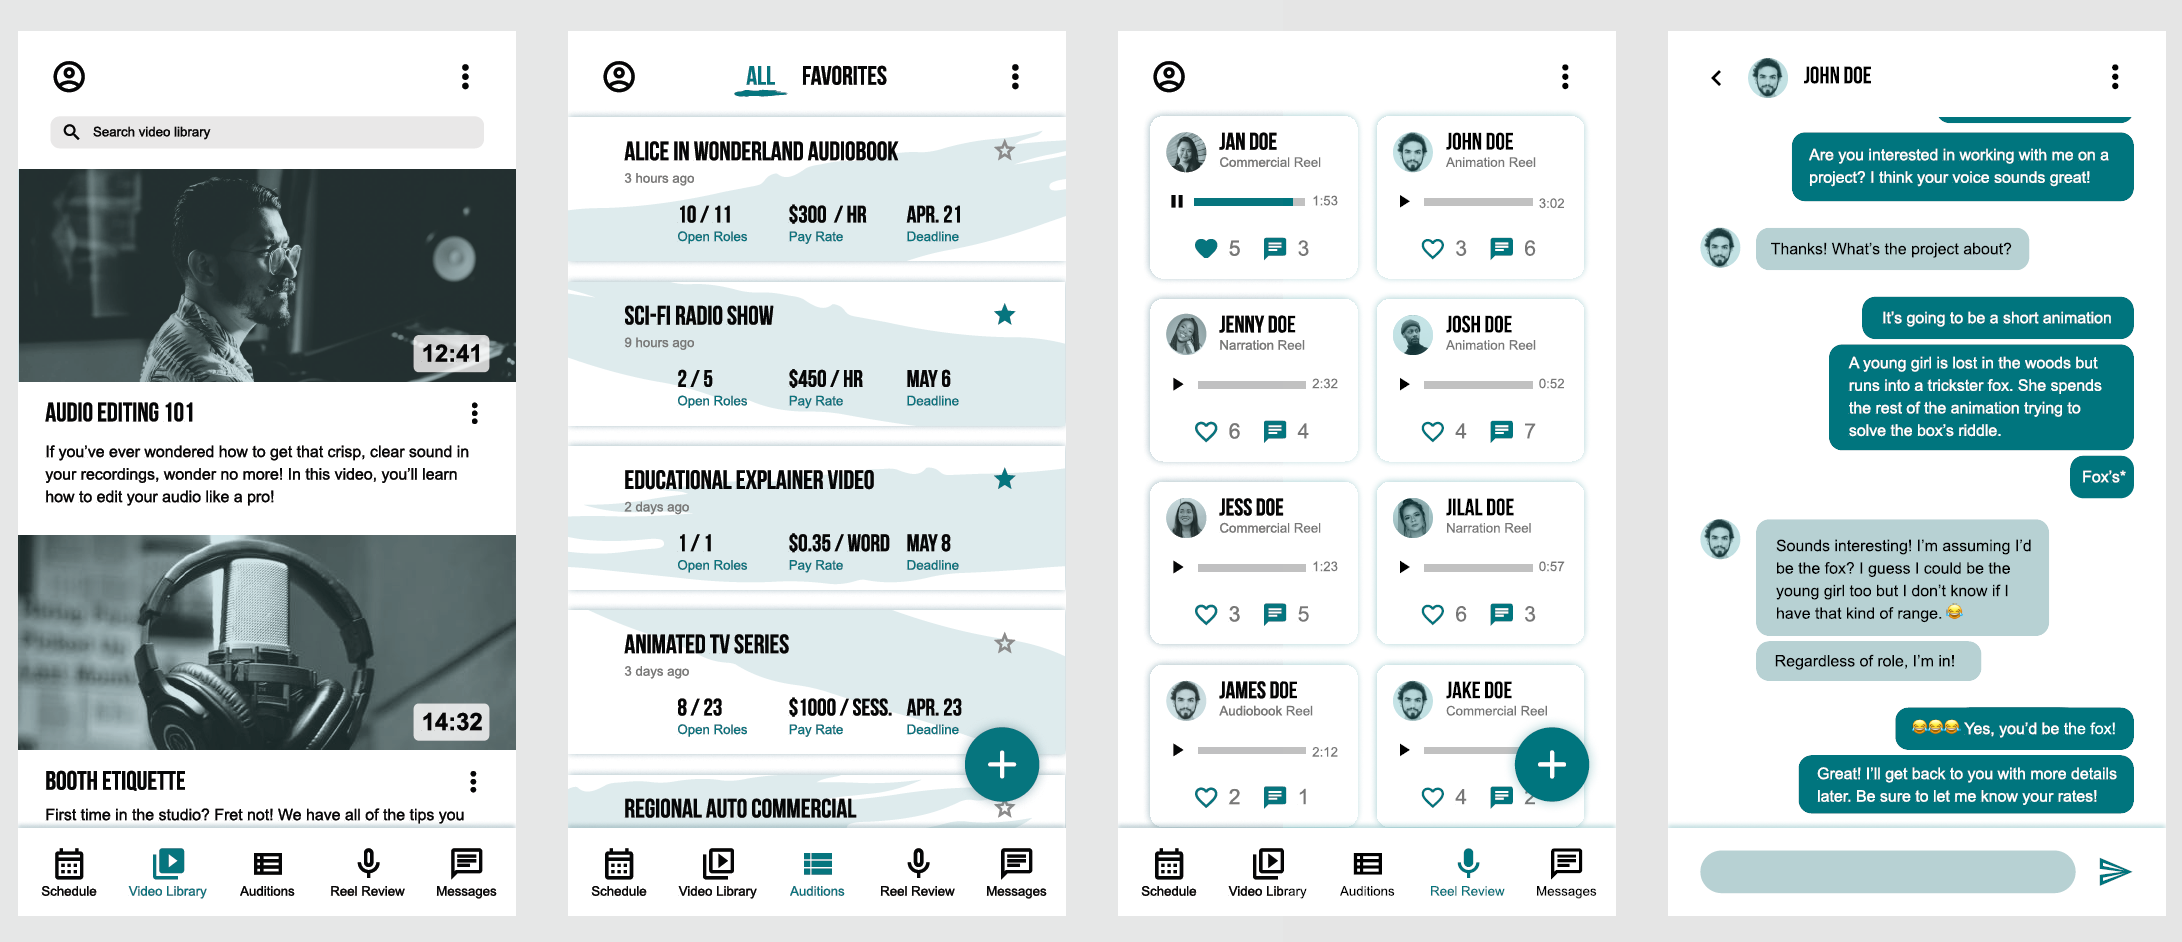 Search video library
12:41
AUDIO EDITING 101
If you've ever wondered how to get that crisp, clear sound in
your recordings, wonder no more! In this video, you'll learn
how to edit your audio like a pro!
14:32
BOOTH ETIQUETTE
First time in the studio? Fret not! We have all of the tips you
Schedule
Video Library
Auditions
Reel Review
Messages
ALL
FAVORITES
ALICE IN WONDERLAND AUDIOBOOK
3 hours ago
10 / 11
$300 / HR
APR. 21
Open Roles
Pay Rate
Deadline
SCI-FI RADIO SHOW
9 hours ago
2 / 5
$450 / HR
MAY 6
Open Roles
Pay Rate
Deadline
EDUCATIONAL EXPLAINER VIDEO
2 days ago
1 / 1
$0.35 / WORD
MAY 8
Open Roles
Pay Rate
Deadline
ANIMATED TV SERIES
3 days ago
8 / 23
$1000 / SESS.
APR. 23
Open Roles
Pay Rate
Deadline
REGIONAL AUTO COMMERCIAL
Schedule
Video Library
Auditions
Reel Review
Messages
JAN DOE
Commercial Reel
1:53
5
3
JOHN DOE
Animation Reel
3:02
3
6
JENNY DOE
Narration Reel
2:32
6
4
JOSH DOE
Animation Reel
0:52
4
7
JESS DOE
Commercial Reel
1:23
3
5
JILAL DOE
Narration Reel
0:57
6
3
JAMES DOE
Audiobook Reel
2:12
2
1
JAKE DOE
Commercial Reel
4
2
Schedule
Video Library
Auditions
Reel Review
Messages
JOHN DOE
Are you interested in working with me on a
project? I think your voice sounds great!
Thanks! What's the project about?
It's going to be a short animation
A young girl is lost in the woods but
runs into a trickster fox. She spends
the rest of the animation trying to
solve the box's riddle.
Fox's*
Sounds interesting! I'm assuming I'd
be the fox? I guess I could be the
young girl too but I don't know if I
have that kind of range. 😂
Regardless of role, I'm in!
😂😂😂 Yes, you'd be the fox!
Great! I'll get back to you with more details
later. Be sure to let me know your rates!